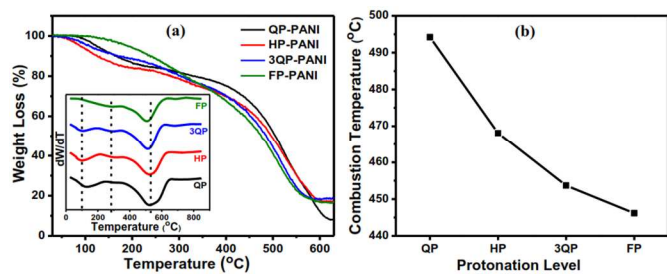 (a)
QP-PANI
HP-PANI
3QP-PANI
FP-PANI
Weight Loss (%)
100
80
60
40
20
0
100 200 300 400 500 600
Temperature (°C)
dW/dT
FP
3QP
HP
QP
0 200 400 600 800
Temperature (°C)
(b)
Combustion Temperature (°C)
500
490
480
470
460
450
440
QP HP 3QP FP
Protonation Level